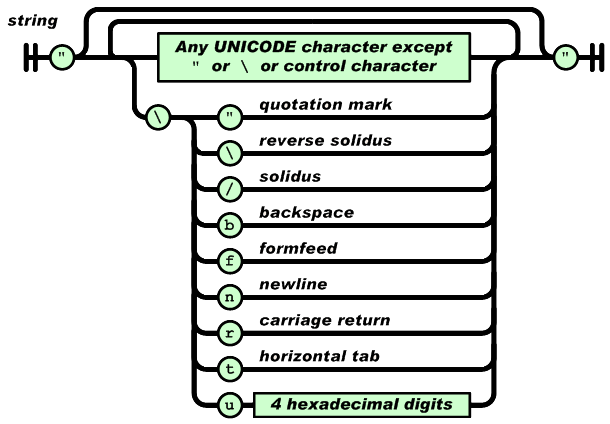 string
" Any UNICODE character except "
" or \ or control character
\ " quotation mark
\ reverse solidus
/ solidus
b backspace
f formfeed
n newline
r carriage return
t horizontal tab
u 4 hexadecimal digits